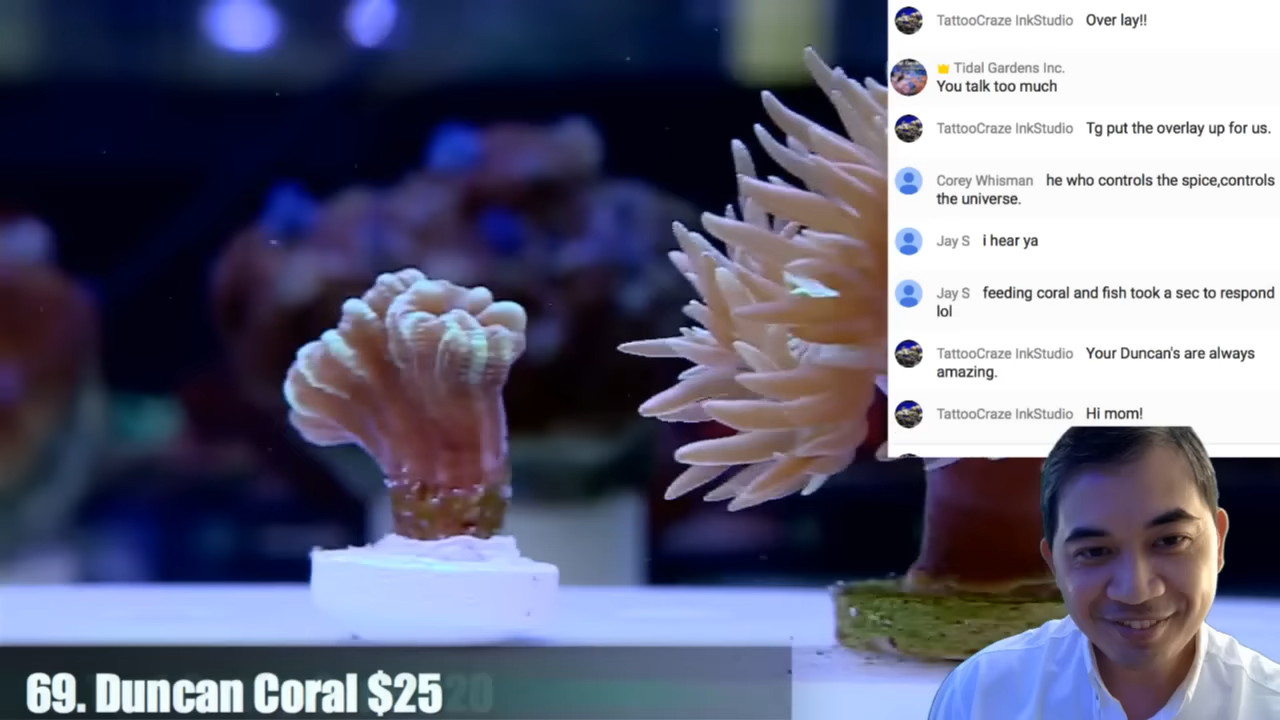 TattooCraze InkStudio Over lay!!
Tidal Gardens Inc.
You talk too much
TattooCraze InkStudio Tg put the overlay up for us.
Corey Whisman he who controls the spice,controls
the universe.
Jay S i hear ya
Jay S feeding coral and fish took a sec to respond
lol
TattooCraze InkStudio Your Duncan's are always
amazing.
TattooCraze InkStudio Hi mom!
69. Duncan Coral $25